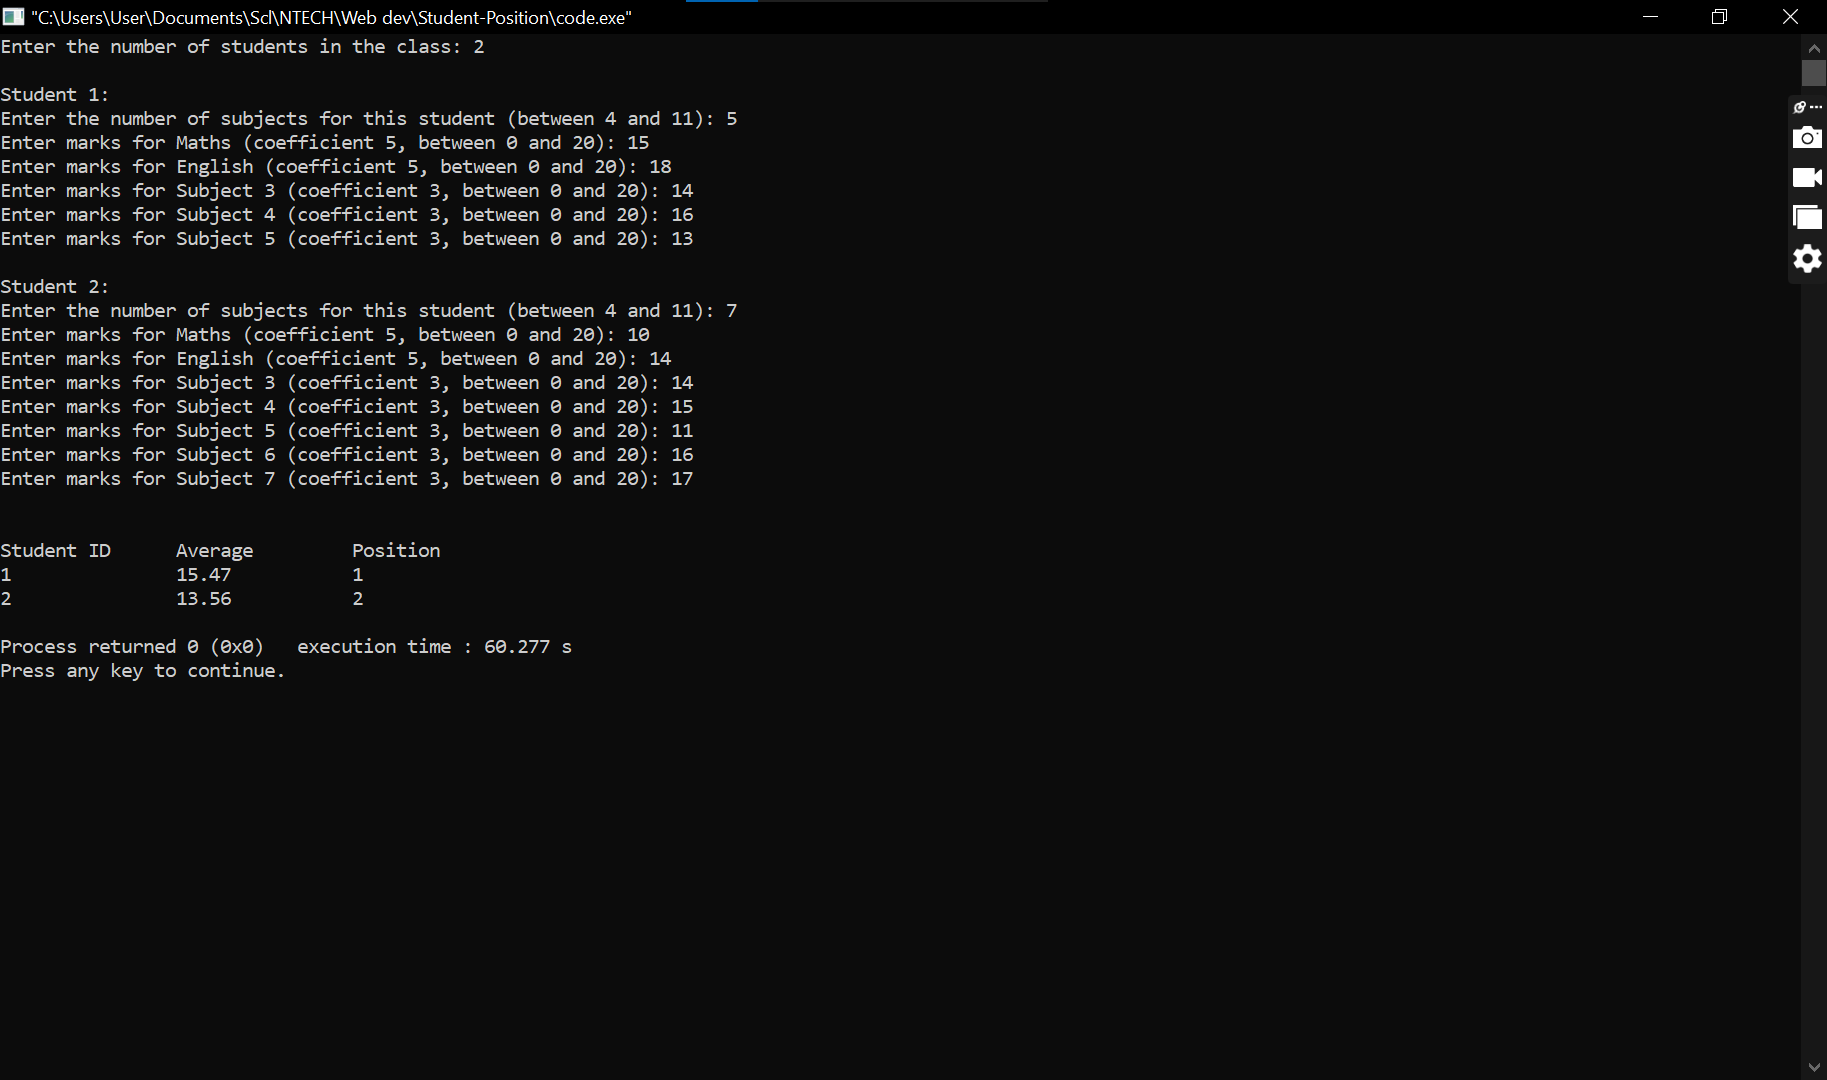 "C:\Users\User\Documents\Scl\NTECH\Web dev\Student-Position\code.exe"
Enter the number of students in the class: 2
Student 1:
Enter the number of subjects for this student (between 4 and 11): 5
Enter marks for Maths (coefficient 5, between 0 and 20): 15
Enter marks for English (coefficient 5, between 0 and 20): 18
Enter marks for Subject 3 (coefficient 3, between 0 and 20): 14
Enter marks for Subject 4 (coefficient 3, between 0 and 20): 16
Enter marks for Subject 5 (coefficient 3, between 0 and 20): 13
Student 2:
Enter the number of subjects for this student (between 4 and 11): 7
Enter marks for Maths (coefficient 5, between 0 and 20): 10
Enter marks for English (coefficient 5, between 0 and 20): 14
Enter marks for Subject 3 (coefficient 3, between 0 and 20): 14
Enter marks for Subject 4 (coefficient 3, between 0 and 20): 15
Enter marks for Subject 5 (coefficient 3, between 0 and 20): 11
Enter marks for Subject 6 (coefficient 3, between 0 and 20): 16
Enter marks for Subject 7 (coefficient 3, between 0 and 20): 17
Student ID Average Position
1 15.47 1
2 13.56 2
Process returned 0 (0x0) execution time : 60.277 s
Press any key to continue.